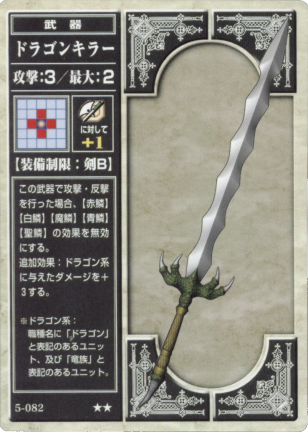 武器
ドラゴンキラー
攻撃:3/最大:2
に対して
+1
【装備制限:剣B】
この武器で攻撃・反撃
を行った場合、【赤鱗】
【白鱗】【魔鱗】【青鱗】
【聖鱗】の効果を無効
にする。
追加効果:ドラゴン系
に与えたダメージを+
3する。
※ドラゴン系:
職種名に「ドラゴン」
と表記のあるユニッ
ト、及び「竜族」と
表記のあるユニット。
5-082
★★